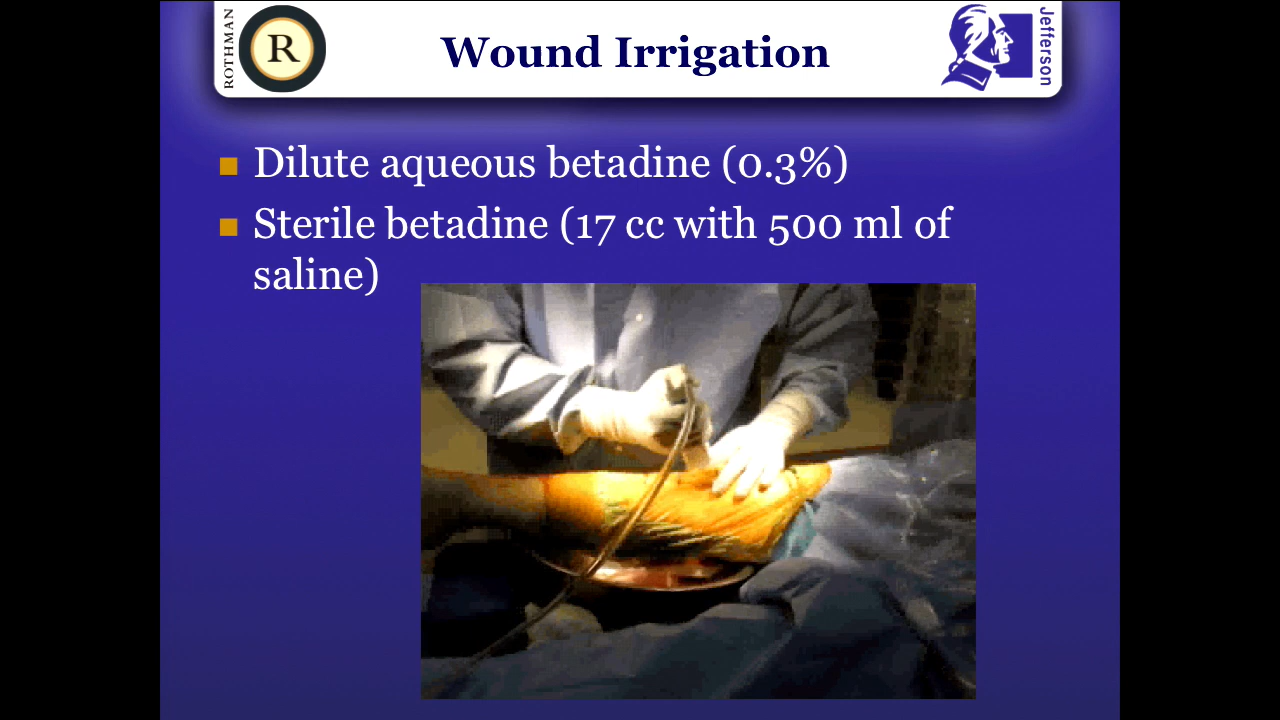 ROTHMAN
R
Wound Irrigation
Jefferson
Dilute aqueous betadine (0.3%)
Sterile betadine (17 cc with 500 ml of
saline)